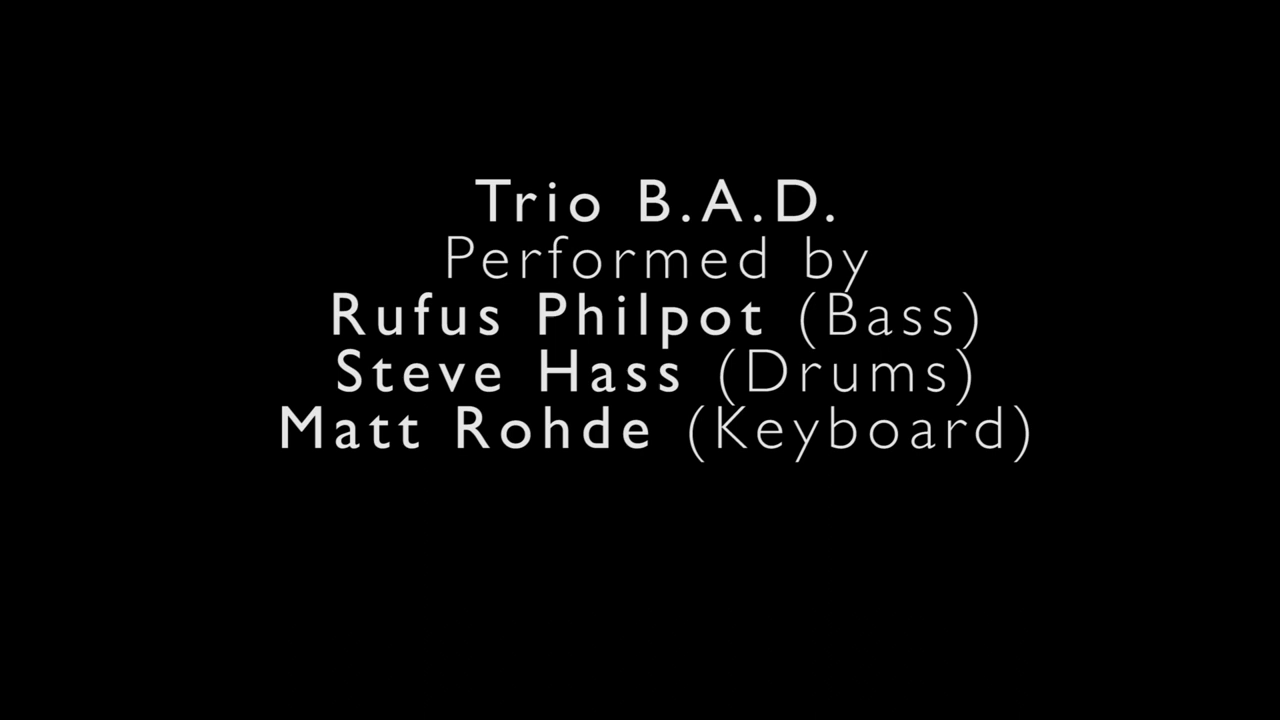 Trio B.A.D.
Performed by
Rufus Philpot (Bass)
Steve Hass (Drums)
Matt Rohde (Keyboard)